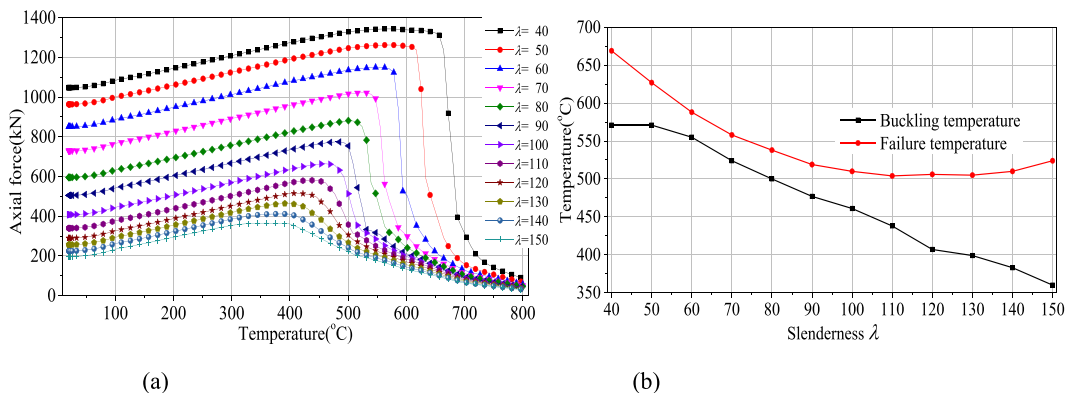 1400
1200
1000
800
600
400
200
0
Axial force(kN)
100 200 300 400 500 600 700 800
Temperature(°C)
λ= 40
λ= 50
λ= 60
λ= 70
λ= 80
λ= 90
λ=100
λ=110
λ=120
λ=130
λ=140
λ=150
(a)
700
650
600
550
500
450
400
350
Temperature(°C)
Buckling temperature
Failure temperature
40 50 60 70 80 90 100 110 120 130 140 150
Slenderness λ
(b)